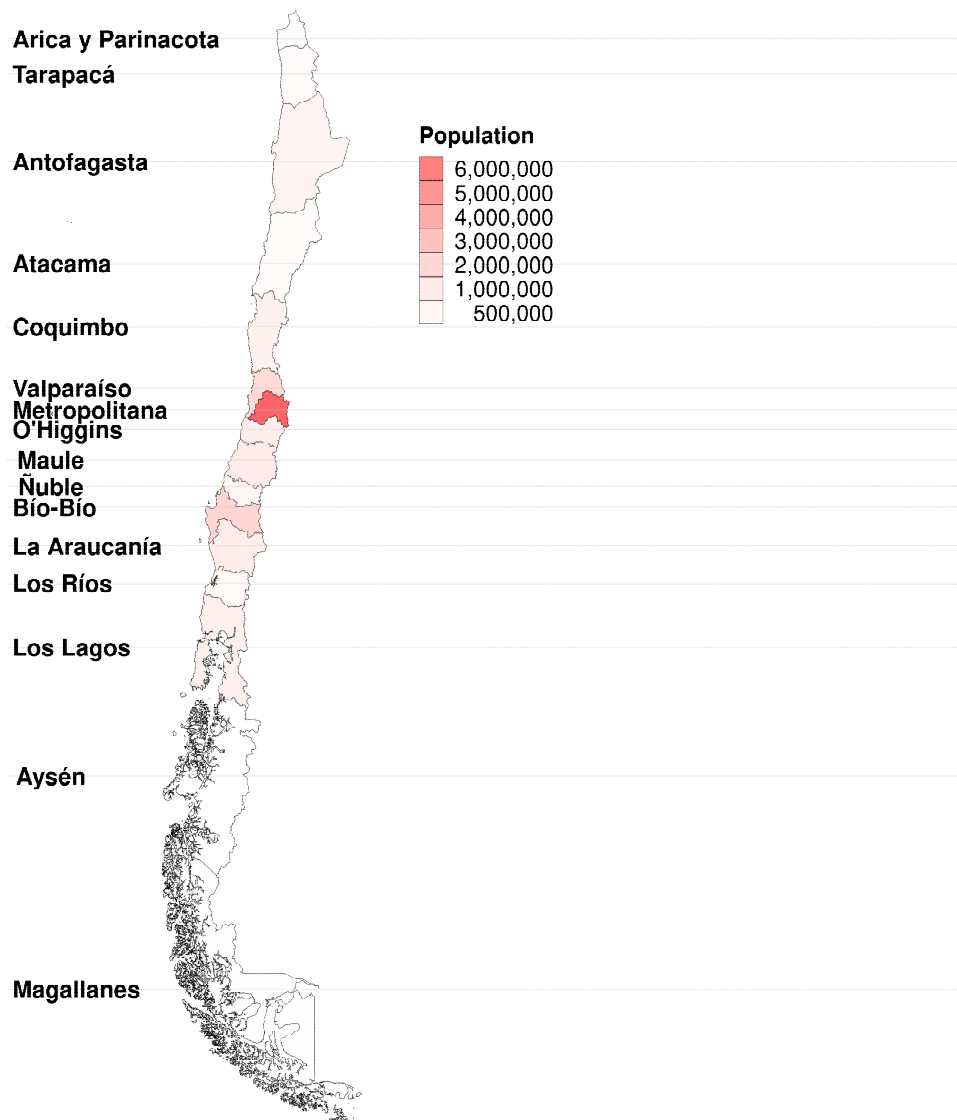 Arica y Parinacota
Tarapacá
Antofagasta
Atacama
Coquimbo
Valparaíso
Metropolitana
O'Higgins
Maule
Ñuble
Bío-Bío
La Araucanía
Los Ríos
Los Lagos
Aysén
Magallanes
Population
6,000,000
5,000,000
4,000,000
3,000,000
2,000,000
1,000,000
500,000